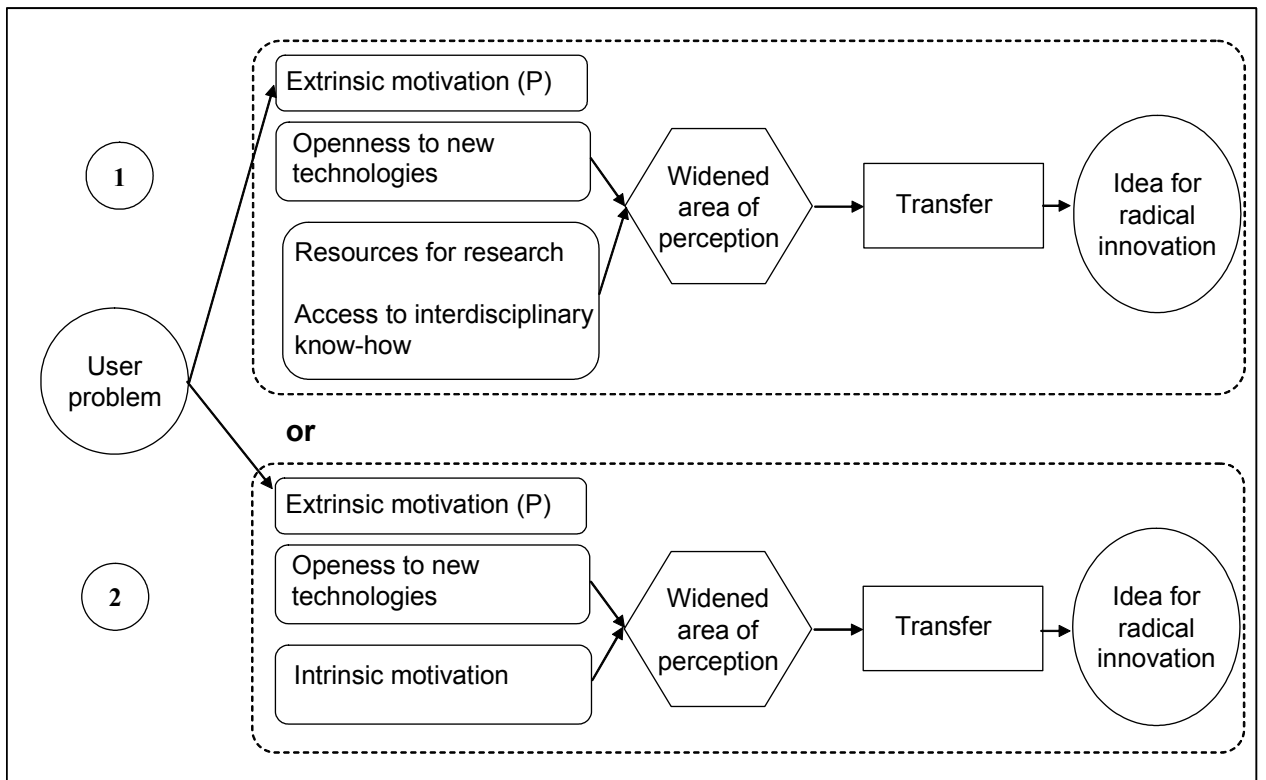 Extrinsic motivation (P)
Openness to new
technologies
1
Resources for research
Access to interdisciplinary
know-how
Widened
area of
perception
Transfer
Idea for
radical
innovation
User
problem
or
Extrinsic motivation (P)
Openess to new
technologies
2
Intrinsic motivation
Widened
area of
perception
Transfer
Idea for
radical
innovation